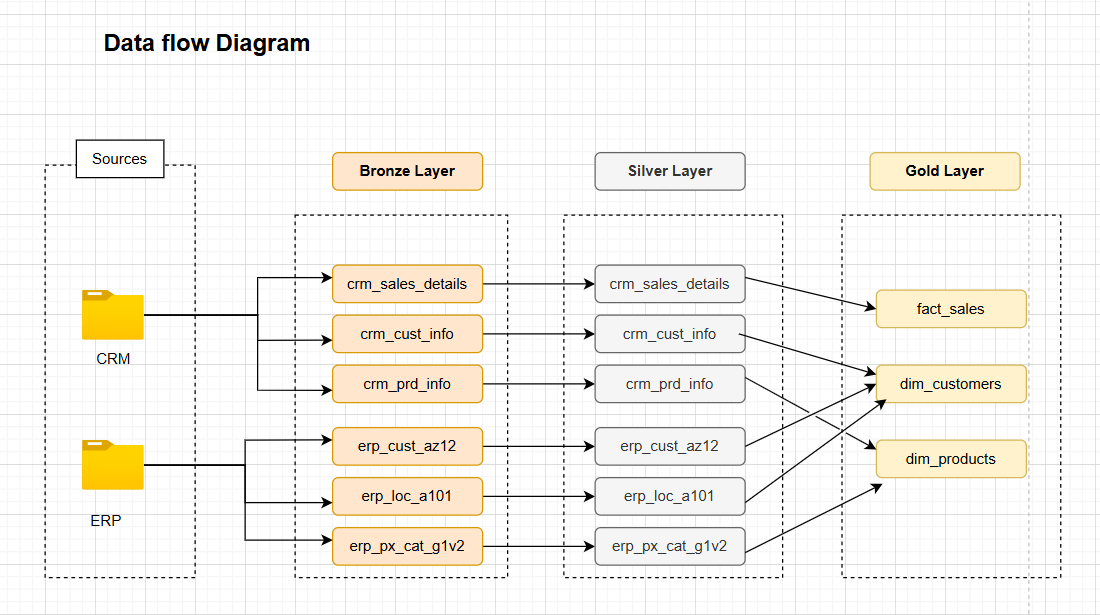 Data flow Diagram
Sources
Bronze Layer
Silver Layer
Gold Layer
CRM
ERP
crm_sales_details
crm_cust_info
crm_prd_info
erp_cust_az12
erp_loc_a101
erp_px_cat_g1v2
crm_sales_details
crm_cust_info
crm_prd_info
erp_cust_az12
erp_loc_a101
erp_px_cat_g1v2
fact_sales
dim_customers
dim_products